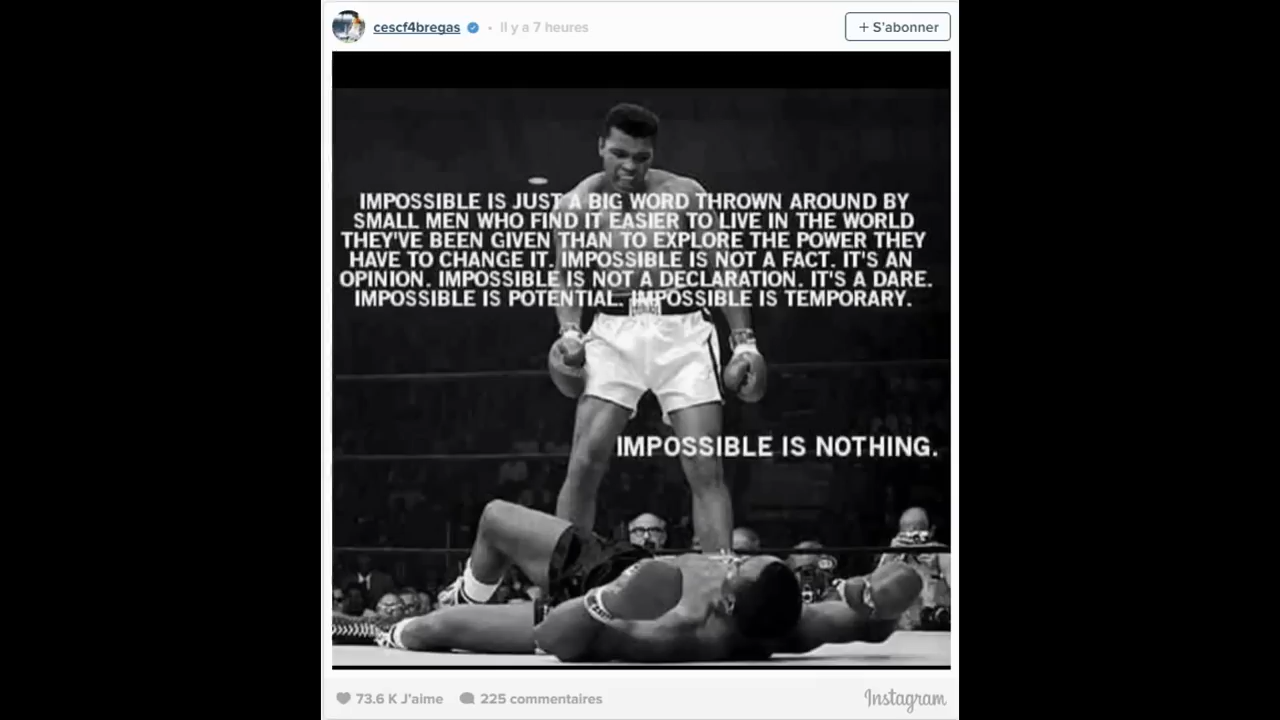 cescf4bregas • Il y a 7 heures
+ S'abonner
IMPOSSIBLE IS JUST A BIG WORD THROWN AROUND BY
SMALL MEN WHO FIND IT EASIER TO LIVE IN THE WORLD
THEY'VE BEEN GIVEN THAN TO EXPLORE THE POWER THEY
HAVE TO CHANGE IT. IMPOSSIBLE IS NOT A FACT. IT'S AN
OPINION. IMPOSSIBLE IS NOT A DECLARATION. IT'S A DARE.
IMPOSSIBLE IS POTENTIAL. IMPOSSIBLE IS TEMPORARY.
IMPOSSIBLE IS NOTHING.
73.6 K J'aime 225 commentaires
Instagram